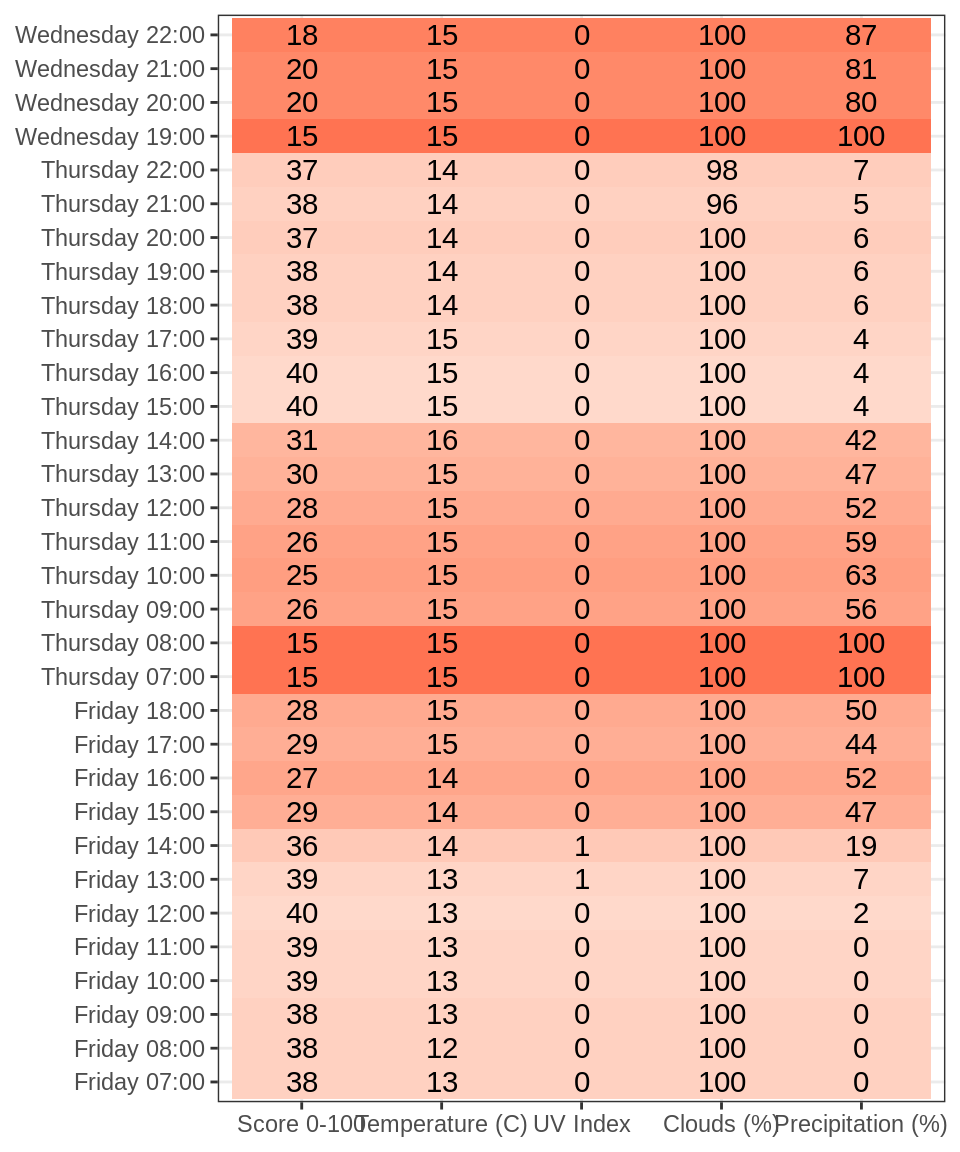 Wednesday 22:00 18 15 0 100 87
Wednesday 21:00 20 15 0 100 81
Wednesday 20:00 20 15 0 100 80
Wednesday 19:00 15 15 0 100 100
Thursday 22:00 37 14 0 98 7
Thursday 21:00 38 14 0 96 5
Thursday 20:00 37 14 0 100 6
Thursday 19:00 38 14 0 100 6
Thursday 18:00 38 14 0 100 6
Thursday 17:00 39 15 0 100 4
Thursday 16:00 40 15 0 100 4
Thursday 15:00 40 15 0 100 4
Thursday 14:00 31 16 0 100 42
Thursday 13:00 30 15 0 100 47
Thursday 12:00 28 15 0 100 52
Thursday 11:00 26 15 0 100 59
Thursday 10:00 25 15 0 100 63
Thursday 09:00 26 15 0 100 56
Thursday 08:00 15 15 0 100 100
Thursday 07:00 15 15 0 100 100
Friday 18:00 28 15 0 100 50
Friday 17:00 29 15 0 100 44
Friday 16:00 27 14 0 100 52
Friday 15:00 29 14 0 100 47
Friday 14:00 36 14 1 100 19
Friday 13:00 39 13 1 100 7
Friday 12:00 40 13 0 100 2
Friday 11:00 39 13 0 100 0
Friday 10:00 39 13 0 100 0
Friday 09:00 38 13 0 100 0
Friday 08:00 38 12 0 100 0
Friday 07:00 38 13 0 100 0
Score 0-100 Temperature (C) UV Index Clouds (%) Precipitation (%)